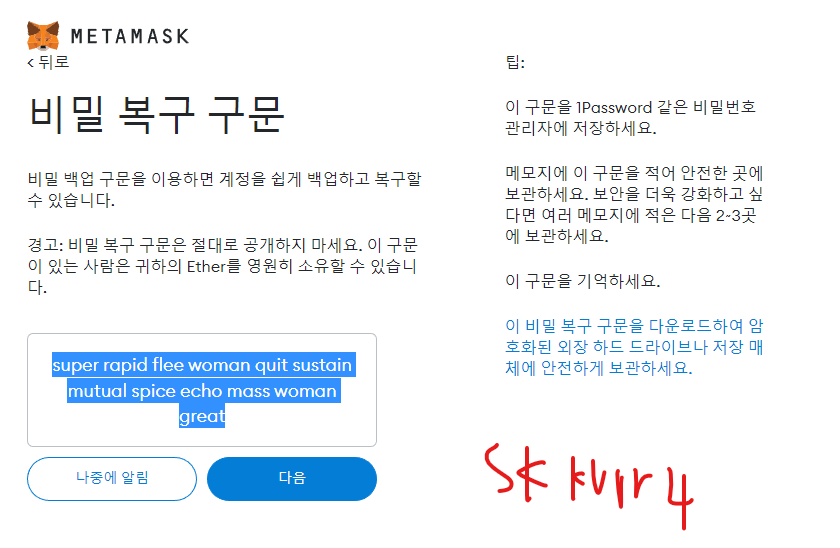 METAMASK
< 뒤로
비밀 복구 구문
비밀 백업 구문을 이용하면 계정을 쉽게 백업하고 복구할
수 있습니다.
경고: 비밀 복구 구문은 절대로 공개하지 마세요. 이 구문
이 있는 사람은 귀하의 Ether를 영원히 소유할 수 있습니
다.
super rapid flee woman quit sustain
mutual spice echo mass woman
great
나중에 알림
다음
팁:
이 구문을 1Password 같은 비밀번호
관리자에 저장하세요.
메모지에 이 구문을 적어 안전한 곳에
보관하세요. 보안을 더욱 강화하고 싶
다면 여러 메모지에 적은 다음 2~3곳
에 보관하세요.
이 구문을 기억하세요.
이 비밀 복구 구문을 다운로드하여 암
호화된 외장 하드 드라이브나 저장 매
체에 안전하게 보관하세요.
SK